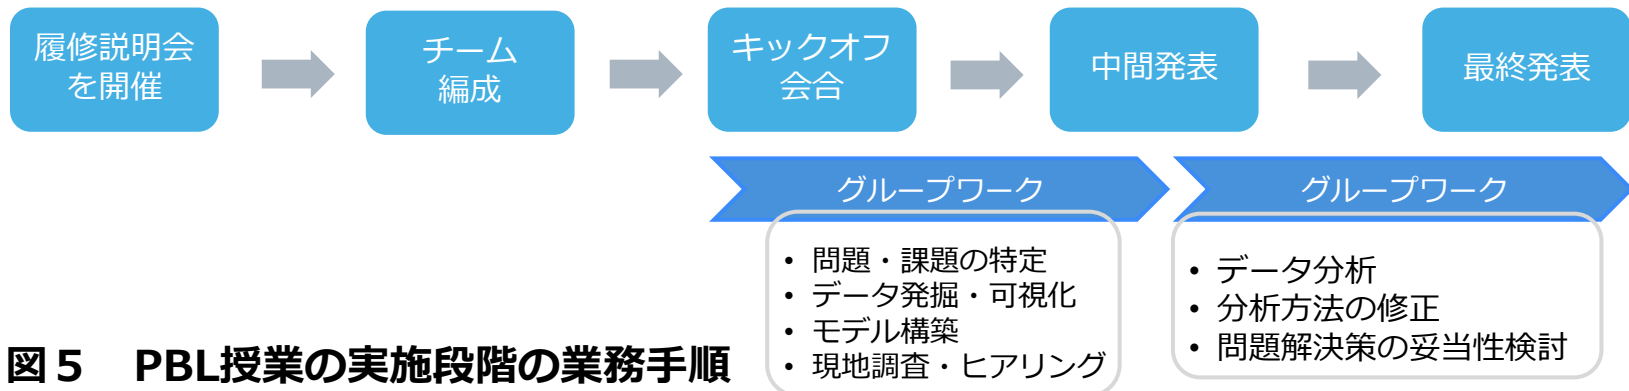 履修説明会
を開催
チーム
編成
キックオフ
会合
中間発表
最終発表
グループワーク
• 問題・課題の特定
• データ発掘・可視化
• モデル構築
• 現地調査・ヒアリング
グループワーク
• データ分析
• 分析方法の修正
• 問題解決策の妥当性検討
図５　PBL授業の実施段階の業務手順